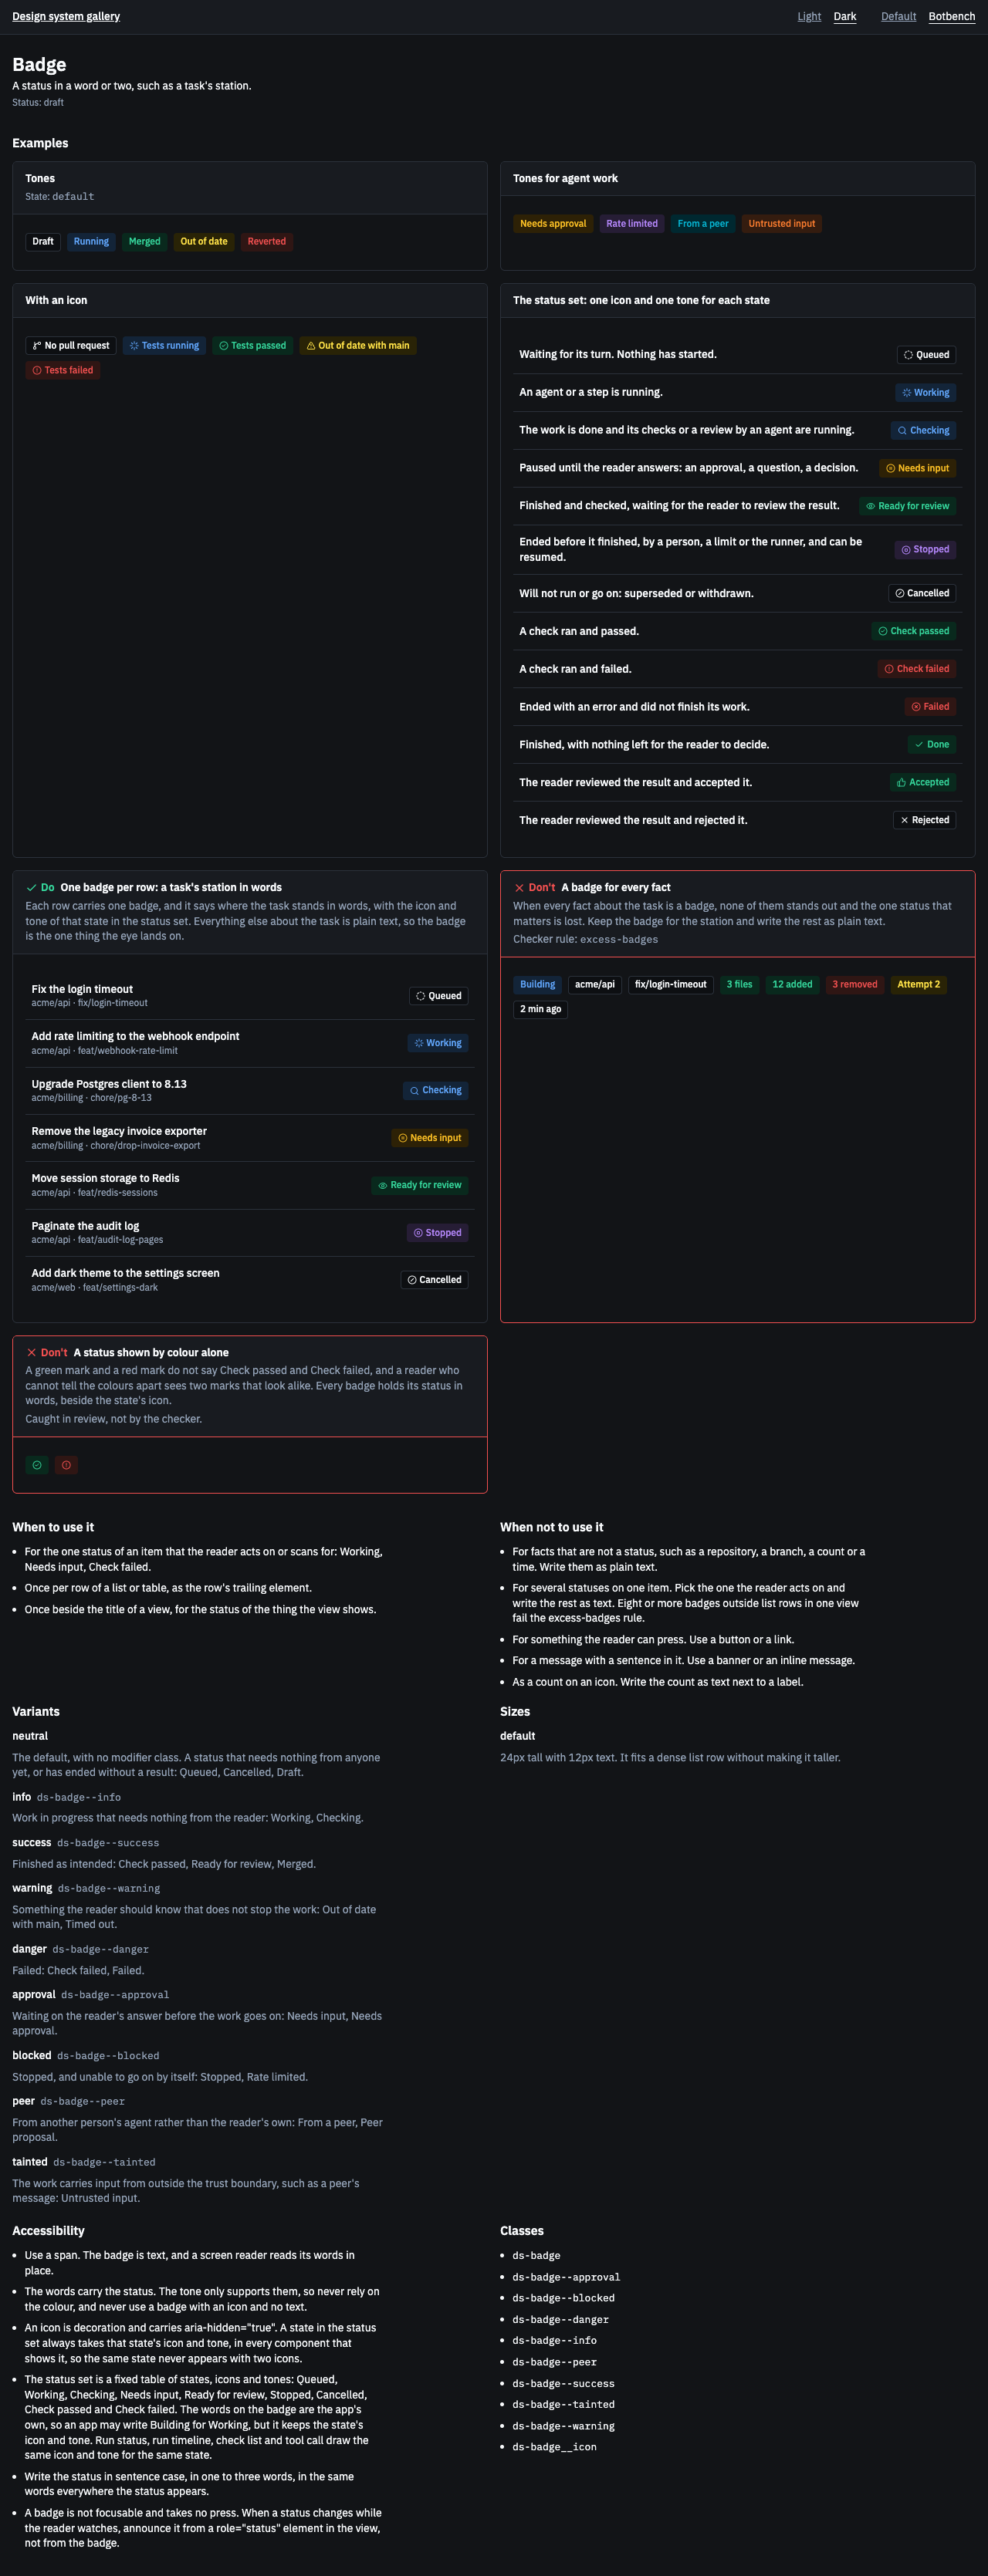 Design system gallery
Light Dark Default Botbench
Badge
A status in a word or two, such as a task's station.
Status: draft
Examples
Tones
State: default
Draft Running Merged Out of date Reverted
Tones for agent work
Needs approval Rate limited From a peer Untrusted input
With an icon
No pull request Tests running Tests passed Out of date with main
Tests failed
The status set: one icon and one tone for each state
Waiting for its turn. Nothing has started. Queued
An agent or a step is running. Working
The work is done and its checks or a review by an agent are running. Checking
Paused until the reader answers: an approval, a question, a decision. Needs input
Finished and checked, waiting for the reader to review the result. Ready for review
Ended before it finished, by a person, a limit or the runner, and can be
resumed.
Stopped
Will not run or go on: superseded or withdrawn. Cancelled
A check ran and passed. Check passed
A check ran and failed. Check failed
Ended with an error and did not finish its work. Failed
Finished, with nothing left for the reader to decide. Done
The reader reviewed the result and accepted it. Accepted
The reader reviewed the result and rejected it. Rejected
Do One badge per row: a task's station in words
Each row carries one badge, and it says where the task stands in words, with the icon and
tone of that state in the status set. Everything else about the task is plain text, so the badge
is the one thing the eye lands on.
Fix the login timeout
acme/api · fix/login-timeout
Queued
Add rate limiting to the webhook endpoint
acme/api · feat/webhook-rate-limit
Working
Upgrade Postgres client to 8.13
acme/billing · chore/pg-8-13
Checking
Remove the legacy invoice exporter
acme/billing · chore/drop-invoice-export
Needs input
Move session storage to Redis
acme/api · feat/redis-sessions
Ready for review
Paginate the audit log
acme/api · feat/audit-log-pages
Stopped
Add dark theme to the settings screen
acme/web · feat/settings-dark
Cancelled
Don't A badge for every fact
When every fact about the task is a badge, none of them stands out and the one status that
matters is lost. Keep the badge for the station and write the rest as plain text.
Checker rule: excess-badges
Building acme/api fix/login-timeout 3 files 12 added 3 removed Attempt 2
2 min ago
Don't A status shown by colour alone
A green mark and a red mark do not say Check passed and Check failed, and a reader who
cannot tell the colours apart sees two marks that look alike. Every badge holds its status in
words, beside the state's icon.
Caught in review, not by the checker.
When to use it
• For the one status of an item that the reader acts on or scans for: Working,
Needs input, Check failed.
• Once per row of a list or table, as the row's trailing element.
• Once beside the title of a view, for the status of the thing the view shows.
When not to use it
• For facts that are not a status, such as a repository, a branch, a count or a
time. Write them as plain text.
• For several statuses on one item. Pick the one the reader acts on and
write the rest as text. Eight or more badges outside list rows in one view
fail the excess-badges rule.
• For something the reader can press. Use a button or a link.
• For a message with a sentence in it. Use a banner or an inline message.
• As a count on an icon. Write the count as text next to a label.
Variants
neutral
The default, with no modifier class. A status that needs nothing from anyone
yet, or has ended without a result: Queued, Cancelled, Draft.
info ds-badge--info
Work in progress that needs nothing from the reader: Working, Checking.
success ds-badge--success
Finished as intended: Check passed, Ready for review, Merged.
warning ds-badge--warning
Something the reader should know that does not stop the work: Out of date
with main, Timed out.
danger ds-badge--danger
Failed: Check failed, Failed.
approval ds-badge--approval
Waiting on the reader's answer before the work goes on: Needs input, Needs
approval.
blocked ds-badge--blocked
Stopped, and unable to go on by itself: Stopped, Rate limited.
peer ds-badge--peer
From another person's agent rather than the reader's own: From a peer, Peer
proposal.
tainted ds-badge--tainted
The work carries input from outside the trust boundary, such as a peer's
message: Untrusted input.
Sizes
default
24px tall with 12px text. It fits a dense list row without making it taller.
Accessibility
• Use a span. The badge is text, and a screen reader reads its words in
place.
• The words carry the status. The tone only supports them, so never rely on
the colour, and never use a badge with an icon and no text.
• An icon is decoration and carries aria-hidden="true". A state in the status
set always takes that state's icon and tone, in every component that
shows it, so the same state never appears with two icons.
• The status set is a fixed table of states, icons and tones: Queued,
Working, Checking, Needs input, Ready for review, Stopped, Cancelled,
Check passed and Check failed. The words on the badge are the app's
own, so an app may write Building for Working, but it keeps the state's
icon and tone. Run status, run timeline, check list and tool call draw the
same icon and tone for the same state.
• Write the status in sentence case, in one to three words, in the same
words everywhere the status appears.
• A badge is not focusable and takes no press. When a status changes while
the reader watches, announce it from a role="status" element in the view,
not from the badge.
Classes
• ds-badge
• ds-badge--approval
• ds-badge--blocked
• ds-badge--danger
• ds-badge--info
• ds-badge--peer
• ds-badge--success
• ds-badge--tainted
• ds-badge--warning
• ds-badge__icon